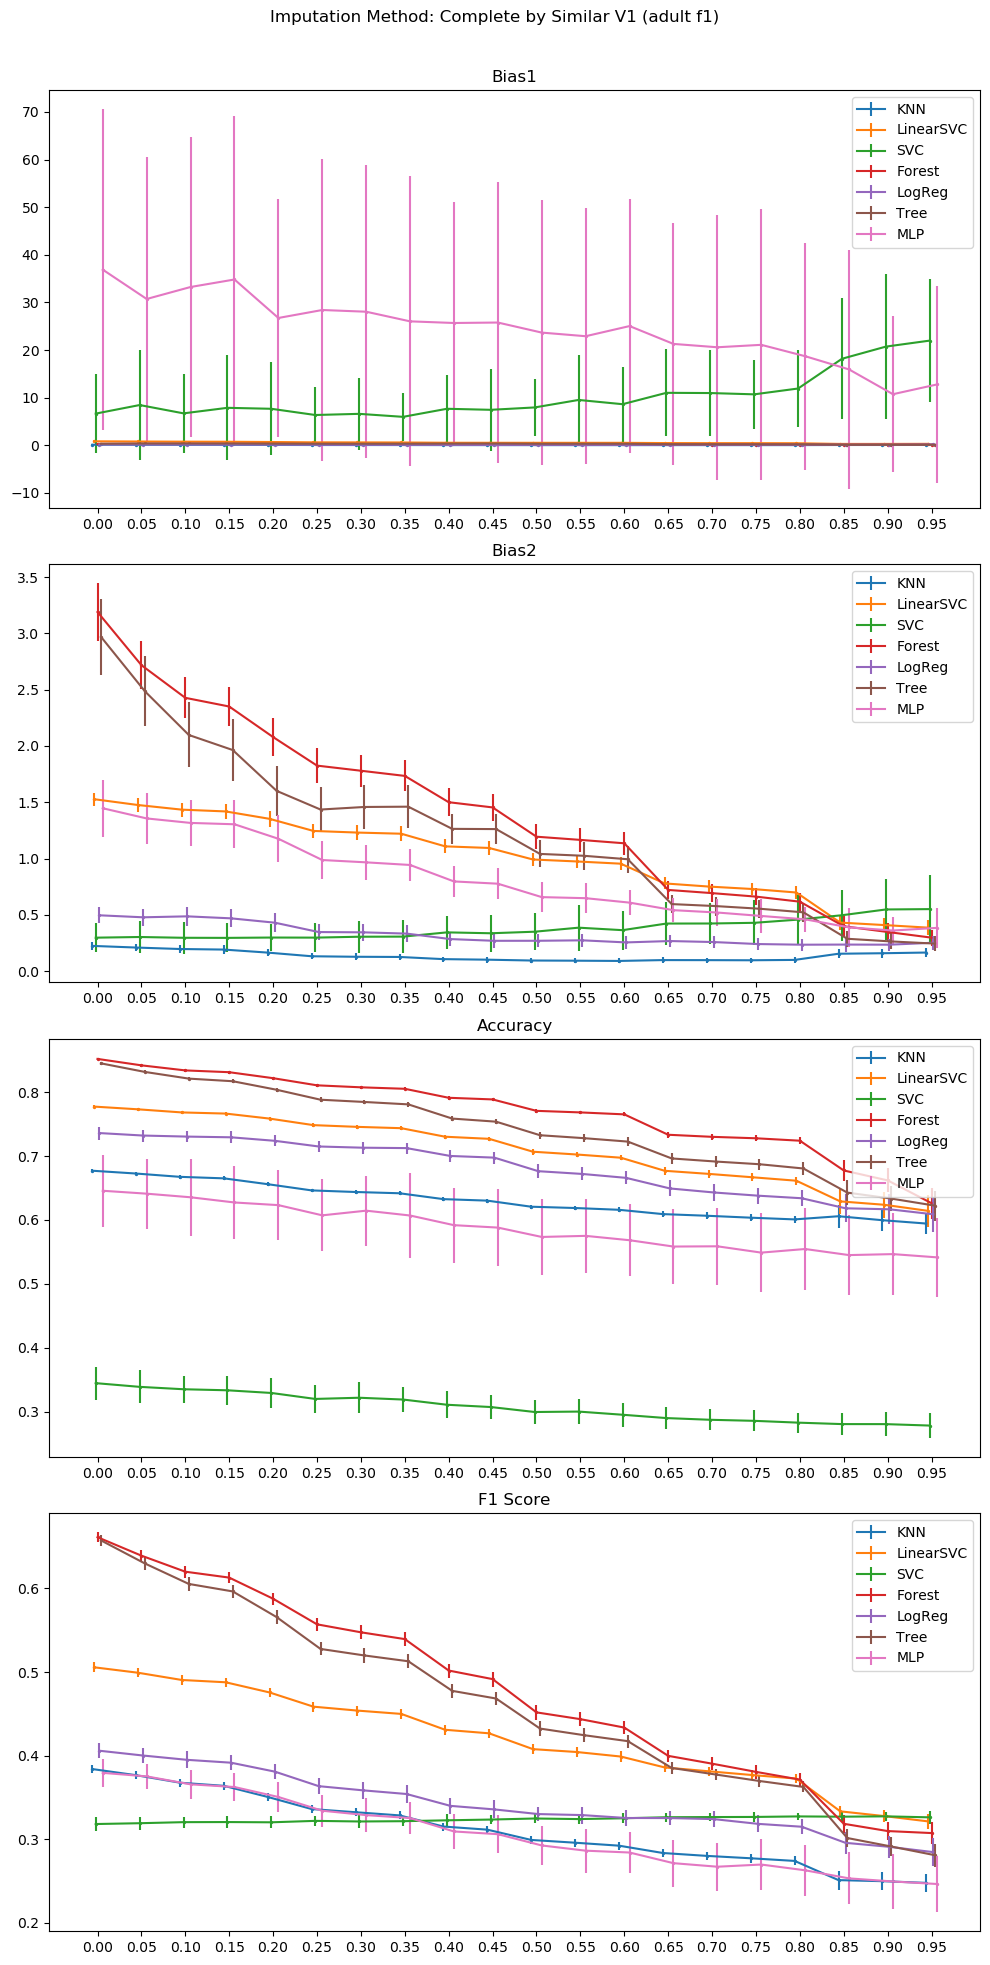 Imputation Method: Complete by Similar V1 (adult f1)
Bias1
70
60
50
40
30
20
10
0
−10
KNN
LinearSVC
SVC
Forest
LogReg
Tree
MLP
0.00 0.05 0.10 0.15 0.20 0.25 0.30 0.35 0.40 0.45 0.50 0.55 0.60 0.65 0.70 0.75 0.80 0.85 0.90 0.95
Bias2
3.5
3.0
2.5
2.0
1.5
1.0
0.5
0.0
KNN
LinearSVC
SVC
Forest
LogReg
Tree
MLP
0.00 0.05 0.10 0.15 0.20 0.25 0.30 0.35 0.40 0.45 0.50 0.55 0.60 0.65 0.70 0.75 0.80 0.85 0.90 0.95
Accuracy
0.8
0.7
0.6
0.5
0.4
0.3
KNN
LinearSVC
SVC
Forest
LogReg
Tree
MLP
0.00 0.05 0.10 0.15 0.20 0.25 0.30 0.35 0.40 0.45 0.50 0.55 0.60 0.65 0.70 0.75 0.80 0.85 0.90 0.95
F1 Score
0.6
0.5
0.4
0.3
0.2
KNN
LinearSVC
SVC
Forest
LogReg
Tree
MLP
0.00 0.05 0.10 0.15 0.20 0.25 0.30 0.35 0.40 0.45 0.50 0.55 0.60 0.65 0.70 0.75 0.80 0.85 0.90 0.95